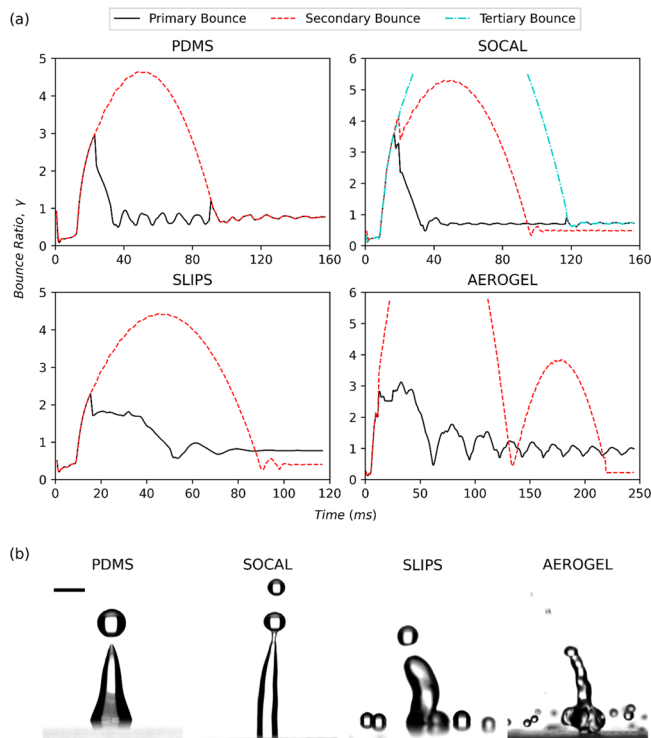 (a)
Primary Bounce Secondary Bounce Tertiary Bounce
PDMS SOCAL
5 4 3 2 1 0
6 5 4 3 2 1 0
0 40 80 120 160
0 40 80 120 160
Bounce Ratio, γ
SLIPS AEROGEL
5 4 3 2 1 0
6 5 4 3 2 1 0
0 20 40 60 80 100 120
0 50 100 150 200 250
Time (ms)
(b)
PDMS SOCAL SLIPS AEROGEL